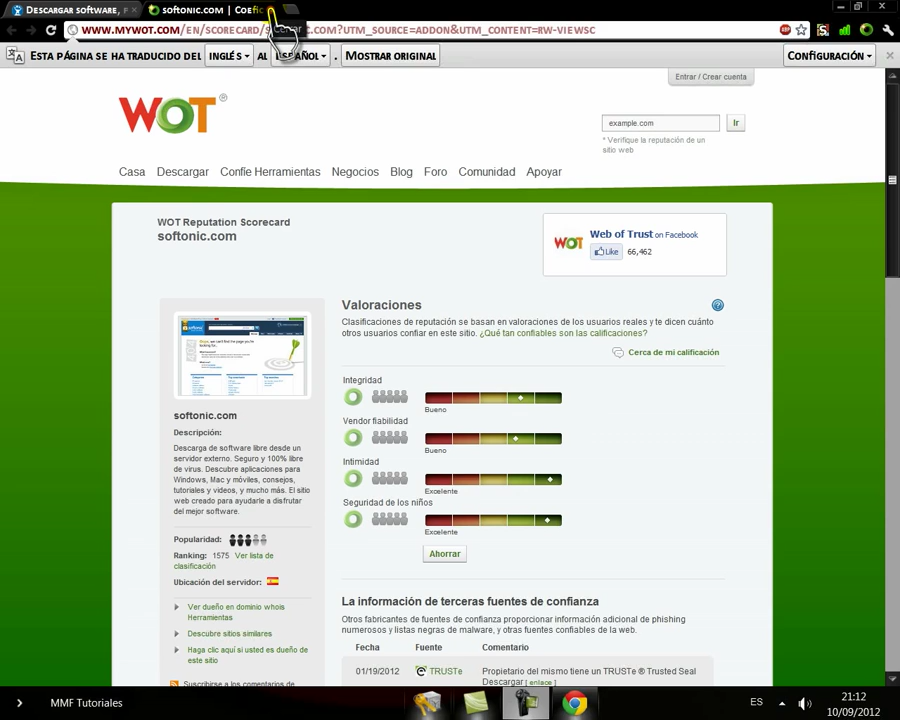 Descargar software, 
softonic.com | Coefic
WWW.MYWOT.COM/EN/SCORECARD/S IC.COM?UTM_SOURCE=ADDON&UTM_CONTENT=RW-VIEWSC
Cerrar
ESTA PÁGINA SE HA TRADUCIDO DEL INGLÉS AL ESPAÑOL . MOSTRAR ORIGINAL CONFIGURACIÓN
Entrar / Crear cuenta
WOT
example.com Ir
* Verifique la reputación de un
sitio web
Casa Descargar Confíe Herramientas Negocios Blog Foro Comunidad Apoyar
WOT Reputation Scorecard
softonic.com
WOT Web of Trust on Facebook
Like 66,462
Valoraciones
Clasificaciones de reputación se basan en valoraciones de los usuarios reales y te dicen cuánto
otros usuarios confiar en este sitio. ¿Qué tan confiables son las calificaciones?
Cerca de mi calificación
Integridad
Bueno
Vendor fiabilidad
Bueno
Intimidad
Excelente
Seguridad de los niños
Excelente
Ahorrar
softonic.com
Descripción:
Descarga de software libre desde un
servidor externo. Seguro y 100% libre
de virus. Descubre aplicaciones para
Windows, Mac y móviles, consejos,
tutoriales y videos, y mucho más. El sitio
web creado para ayudarle a disfrutar
del mejor software.
Popularidad:
Ranking: 1575 Ver lista de
clasificación
Ubicación del servidor:
Ver dueño en dominio whois
Herramientas
Descubre sitios similares
Haga clic aquí si usted es dueño de
este sitio
Suscribirse a los comentarios de
La información de terceras fuentes de confianza
Otros fabricantes de fuentes de confianza proporcionar información adicional de phishing
numerosos y listas negras de malware, y otras fuentes confiables de la web.
Fecha Fuente Comentario
01/19/2012 TRUSTe Propietario del mismo tiene un TRUSTe ® Trusted Seal
Descargar [ enlace ]
MMF Tutoriales
ES
21:12
10/09/2012